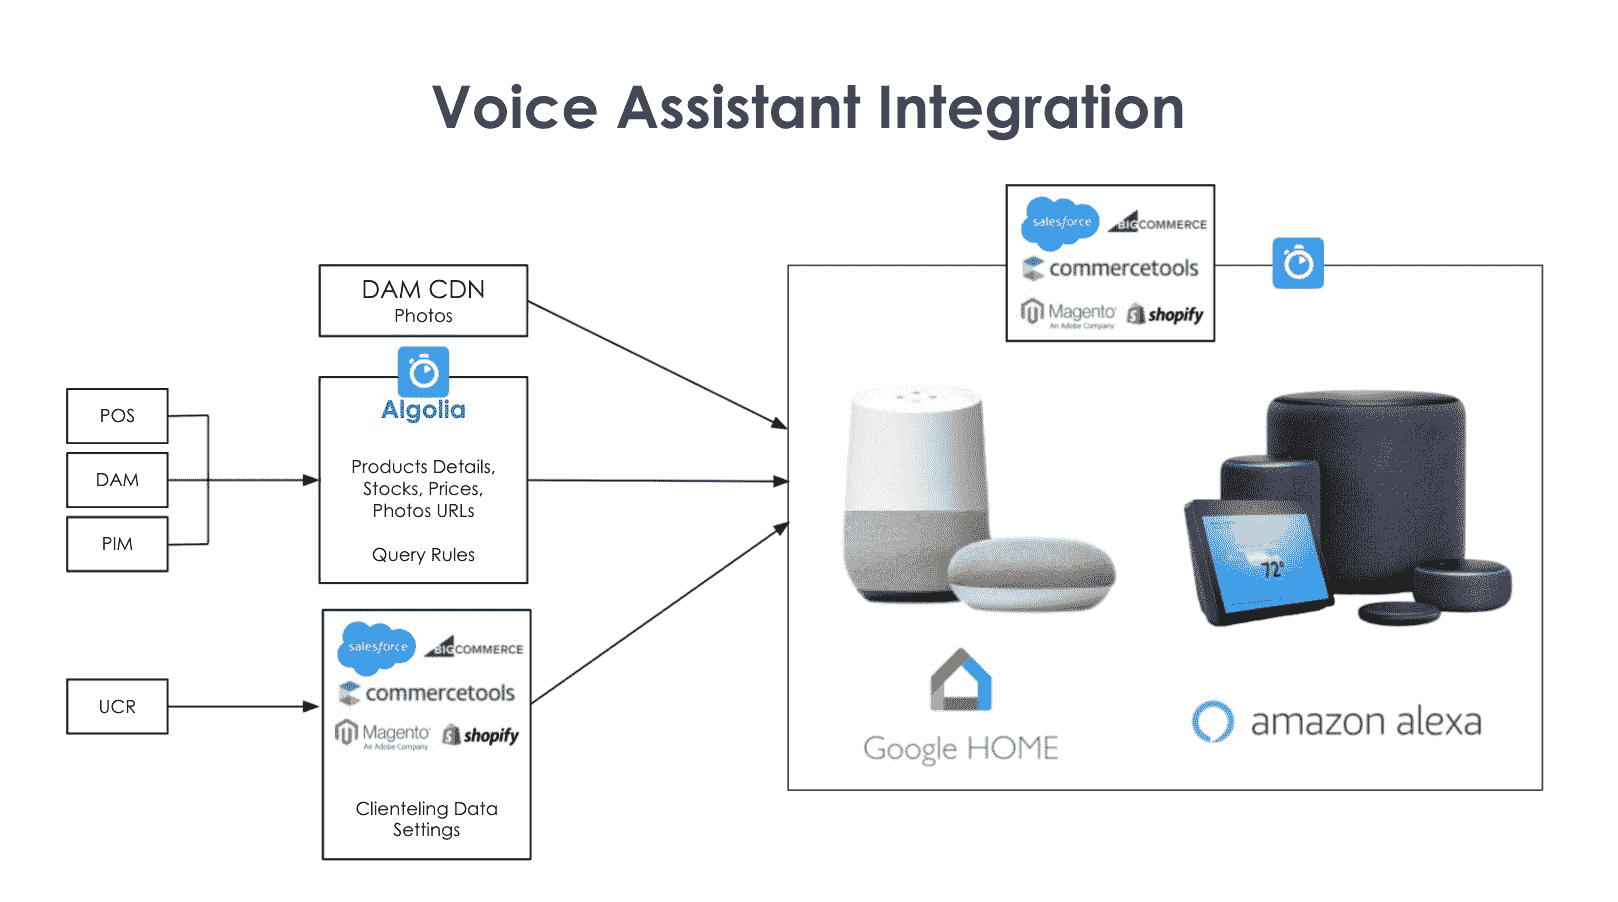 Voice Assistant Integration
salesforce
BIGCOMMERCE
commercetools
Magento
An Adobe Company
shopify
DAM CDN
Photos
Algolia
Products Details,
Stocks, Prices,
Photos URLs
Query Rules
POS
DAM
PIM
UCR
salesforce
BIGCOMMERCE
commercetools
Magento
An Adobe Company
shopify
Clienteling Data
Settings
72°
Google HOME
amazon alexa